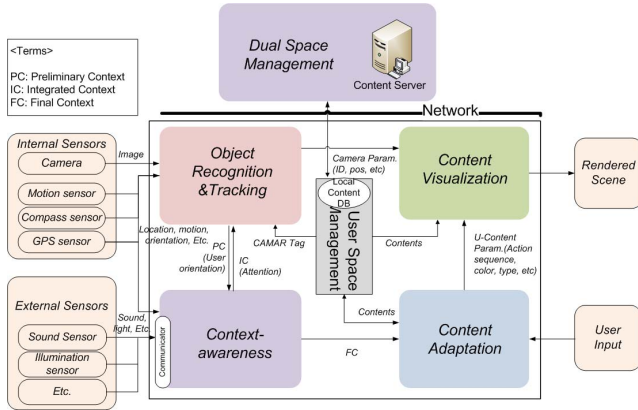 <Terms>
PC: Preliminary Context
IC: Integrated Context
FC: Final Context
Dual Space
Management
Content Server
Network
Internal Sensors
Camera
Motion sensor
Compass sensor
GPS sensor
Image
Object
Recognition
&Tracking
Camera Param.
(ID, pos, etc)
Content
Visualization
Rendered
Scene
Local
Content
DB
User Space
Management
Location, motion,
orientation, Etc.
PC
(User
orientation)
IC
(Attention)
CAMAR Tag
Contents
U-Content
Param.(Action
sequence,
color, type, etc)
External Sensors
Sound Sensor
Illumination
sensor
Etc.
Sound,
light, Etc.
Communicator
Context-
awareness
Contents
FC
Content
Adaptation
User
Input